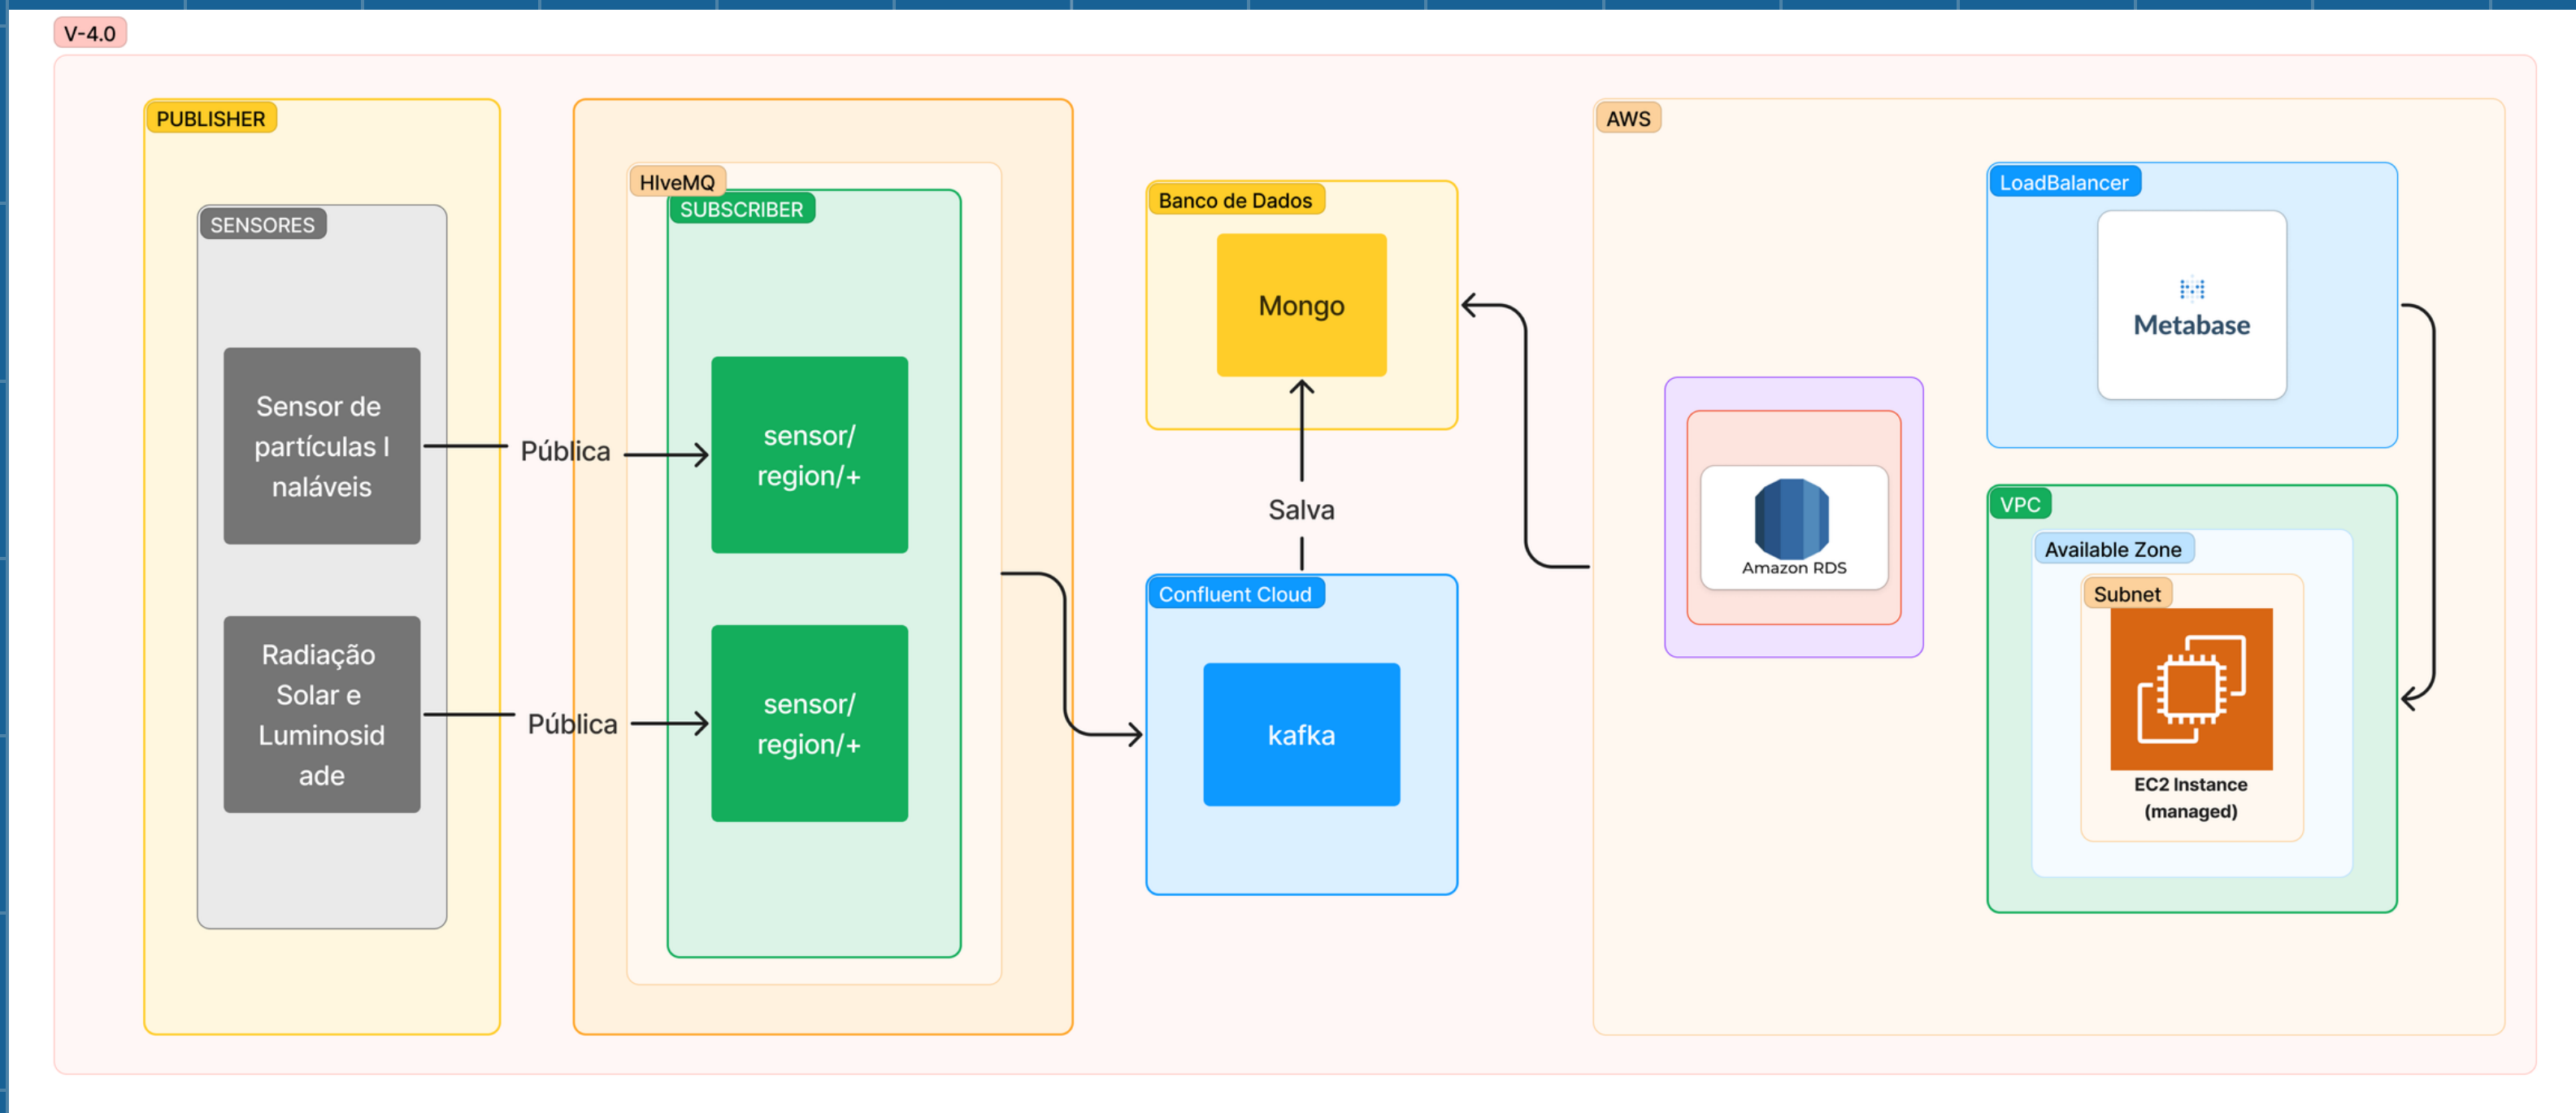 V-4.0
PUBLISHER
SENSORES
Sensor de
partículas I
naláveis
Radiação
Solar e
Luminosid
ade
Pública
Pública
HIveMQ
SUBSCRIBER
sensor/
region/+
sensor/
region/+
Banco de Dados
Mongo
Salva
Confluent Cloud
kafka
AWS
Amazon RDS
LoadBalancer
Metabase
VPC
Available Zone
Subnet
EC2 Instance
(managed)